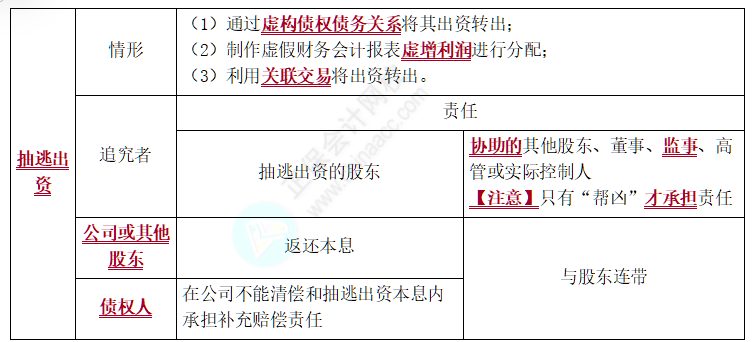 抽逃出
资
情形
（1）通过虚构债权债务关系将其出资转出；
（2）制作虚假财务会计报表虚增利润进行分配；
（3）利用关联交易将出资转出。
追究者
责任
抽逃出资的股东
协助的其他股东、董事、监事、高
管或实际控制人
【注意】只有“帮凶”才承担责任
公司或其他
股东
返还本息
与股东连带
债权人
在公司不能清偿和抽逃出资本息内
承担补充赔偿责任
正保会计网校